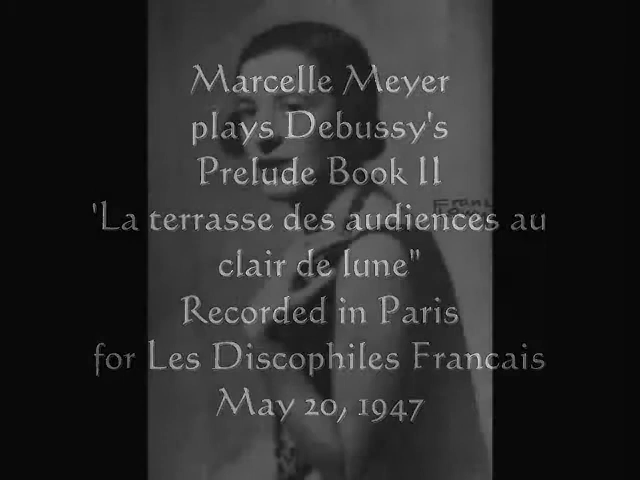 Marcelle Meyer
plays Debussy's
Prelude Book II
'La terrasse des audiences au
clair de lune"
Recorded in Paris
for Les Discophiles Francais
May 20, 1947